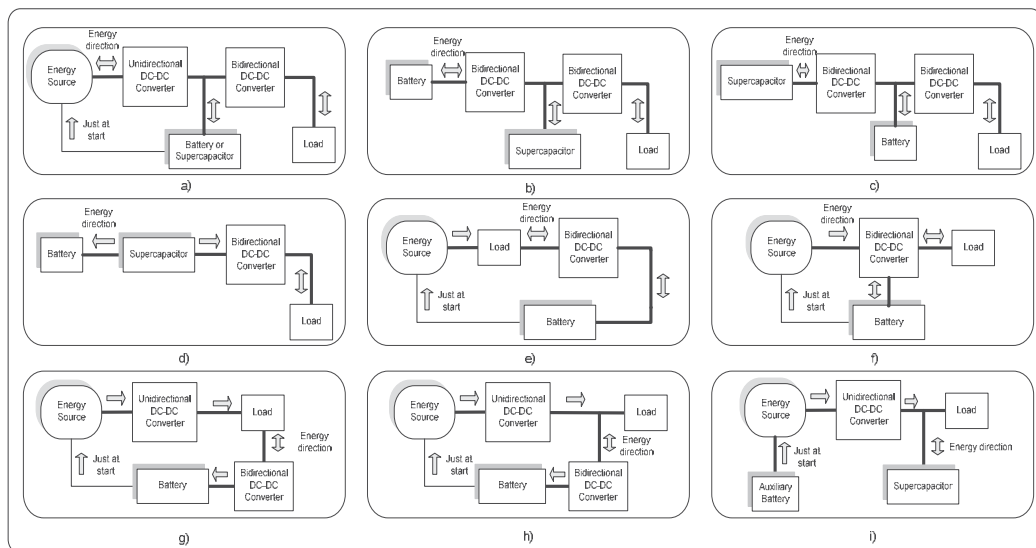 Energy
direction
Energy
Source
Unidirectional
DC-DC
Converter
Bidirectional
DC-DC
Converter
Just at
start
Battery or
Supercapacitor
Load
a)
Energy
direction
Battery
Bidirectional
DC-DC
Converter
Bidirectional
DC-DC
Converter
Supercapacitor
Load
b)
Energy
direction
Supercapacitor
Bidirectional
DC-DC
Converter
Bidirectional
DC-DC
Converter
Battery
Load
c)
Energy
direction
Battery
Supercapacitor
Bidirectional
DC-DC
Converter
Load
d)
Energy
Source
Load
Energy
direction
Bidirectional
DC-DC
Converter
Just at
start
Battery
e)
Energy
Source
Energy
direction
Bidirectional
DC-DC
Converter
Load
Just at
start
Battery
f)
Energy
Source
Unidirectional
DC-DC
Converter
Load
Energy
direction
Just at
start
Battery
Bidirectional
DC-DC
Converter
g)
Energy
Source
Unidirectional
DC-DC
Converter
Load
Energy
direction
Just at
start
Battery
Bidirectional
DC-DC
Converter
h)
Energy
Source
Unidirectional
DC-DC
Converter
Load
Energy direction
Just at
start
Auxiliary
Battery
Supercapacitor
i)